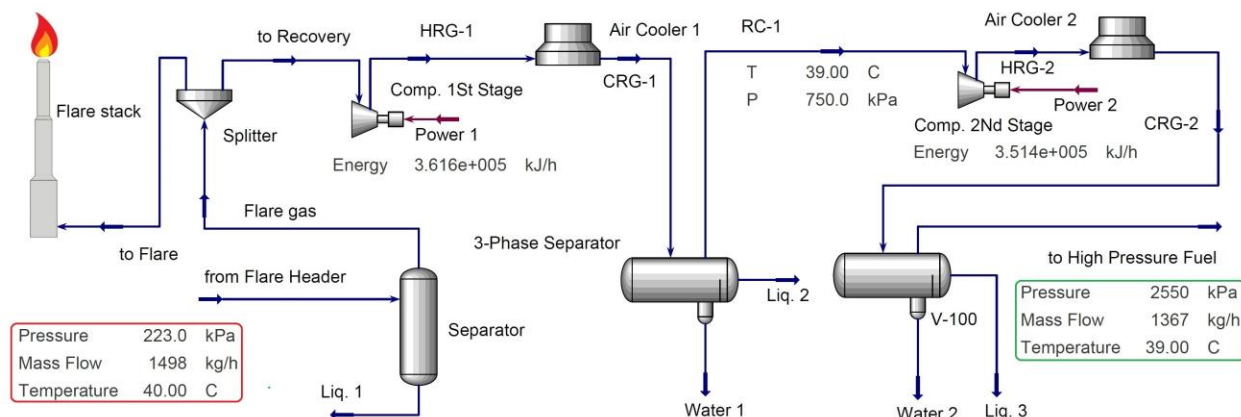 to Recovery
HRG-1
Air Cooler 1
RC-1
Air Cooler 2
CRG-1
HRG-2
T 39.00 C
P 750.0 kPa
Flare stack
Splitter
Comp. 1St Stage
Power 1
Energy 3.616e+005 kJ/h
Power 2
Comp. 2Nd Stage
Energy 3.514e+005 kJ/h
CRG-2
Flare gas
to Flare
3-Phase Separator
from Flare Header
to High Pressure Fuel
Liq. 2
V-100
Separator
Pressure 223.0 kPa
Mass Flow 1498 kg/h
Temperature 40.00 C
Pressure 2550 kPa
Mass Flow 1367 kg/h
Temperature 39.00 C
Liq. 1
Water 1
Water 2
Liq. 3